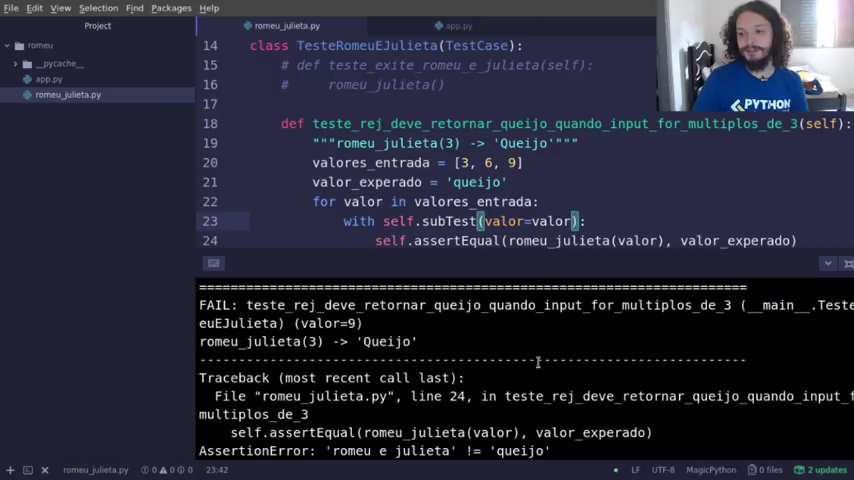 File Edit View Selection Find Packages Help
Project
romeu
__pycache__
app.py
romeu_julieta.py
romeu_julieta.py
app.py
14 class TesteRomeuEJulieta(TestCase):
15 # def teste_exite_romeu_e_julieta(self):
16 # romeu_julieta()
17
18 def teste_rej_deve_retornar_queijo_quando_input_for_multiplos_de_3(self):
19 """romeu_julieta(3) -> 'Queijo'"""
20 valores_entrada = [3, 6, 9]
21 valor_experado = 'queijo'
22 for valor in valores_entrada:
23 with self.subTest(valor=valor):
24 self.assertEqual(romeu_julieta(valor), valor_experado)
PYTHON
======================================================================
FAIL: teste_rej_deve_retornar_queijo_quando_input_for_multiplos_de_3 (__main__.Teste
euEJulieta) (valor=9)
romeu_julieta(3) -> 'Queijo'
----------------------------------------------------------------------
Traceback (most recent call last):
File "romeu_julieta.py", line 24, in teste_rej_deve_retornar_queijo_quando_input_for_
multiplos_de_3
self.assertEqual(romeu_julieta(valor), valor_experado)
AssertionError: 'romeu e julieta' != 'queijo'
romeu_julieta.py 0 0 0 23:42 LF UTF-8 MagicPython 0 files 2 updates